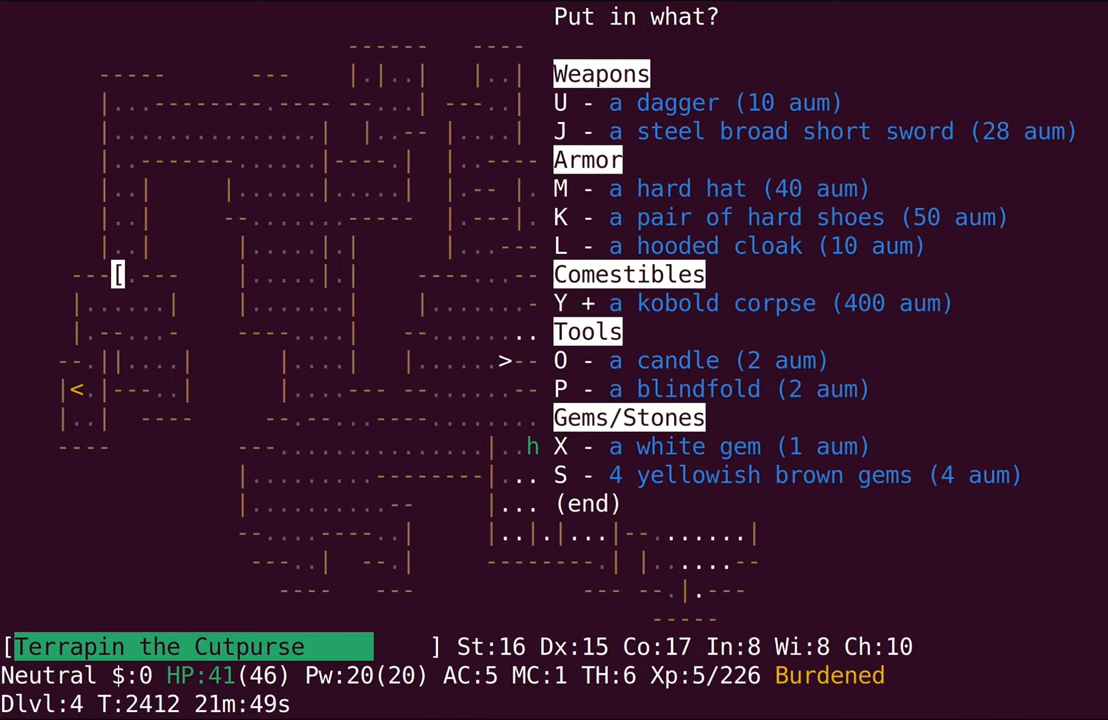 Put in what?
Weapons
U - a dagger (10 aum)
J - a steel broad short sword (28 aum)
Armor
M - a hard hat (40 aum)
K - a pair of hard shoes (50 aum)
L - a hooded cloak (10 aum)
Comestibles
Y + a kobold corpse (400 aum)
Tools
O - a candle (2 aum)
P - a blindfold (2 aum)
Gems/Stones
X - a white gem (1 aum)
S - 4 yellowish brown gems (4 aum)
(end)
[Terrapin the Cutpurse ] St:16 Dx:15 Co:17 In:8 Wi:8 Ch:10
Neutral $:0 HP:41(46) Pw:20(20) AC:5 MC:1 TH:6 Xp:5/226 Burdened
Dlvl:4 T:2412 21m:49s